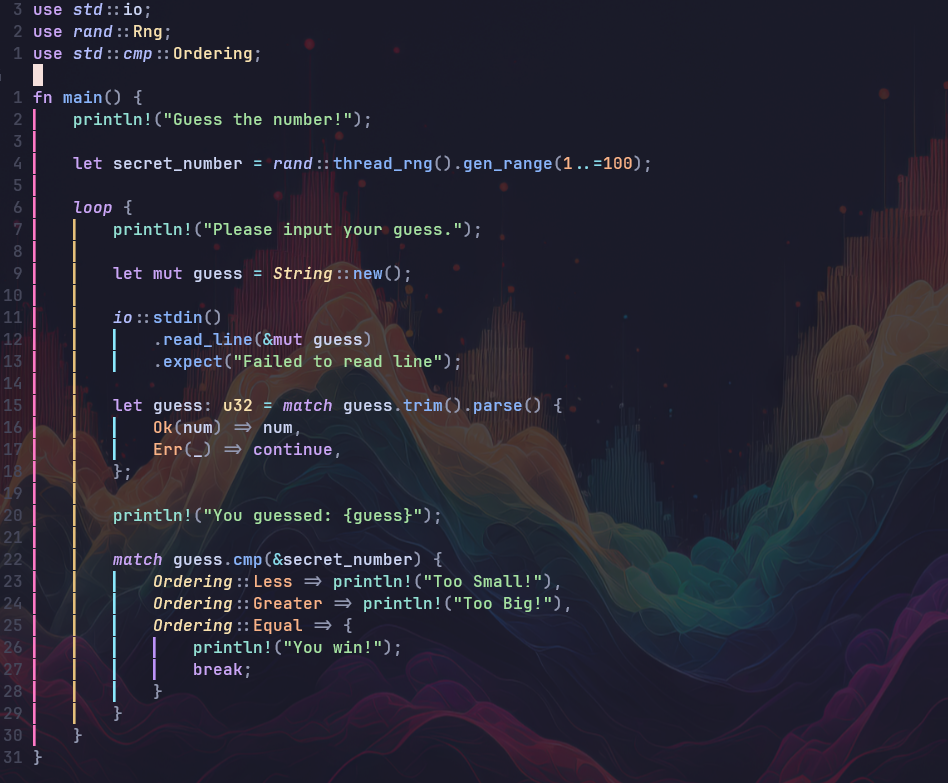 3 use std::io;
2 use rand::Rng;
1 use std::cmp::Ordering;
1 fn main() {
2     println!("Guess the number!");
3
4     let secret_number = rand::thread_rng().gen_range(1..=100);
5
6     loop {
7         println!("Please input your guess.");
8
9         let mut guess = String::new();
10
11         io::stdin()
12             .read_line(&mut guess)
13             .expect("Failed to read line");
14
15         let guess: u32 = match guess.trim().parse() {
16             Ok(num) => num,
17             Err(_) => continue,
18         };
19
20         println!("You guessed: {guess}");
21
22         match guess.cmp(&secret_number) {
23             Ordering::Less => println!("Too Small!"),
24             Ordering::Greater => println!("Too Big!"),
25             Ordering::Equal => {
26                 println!("You win!");
27                 break;
28             }
29         }
30     }
31 }